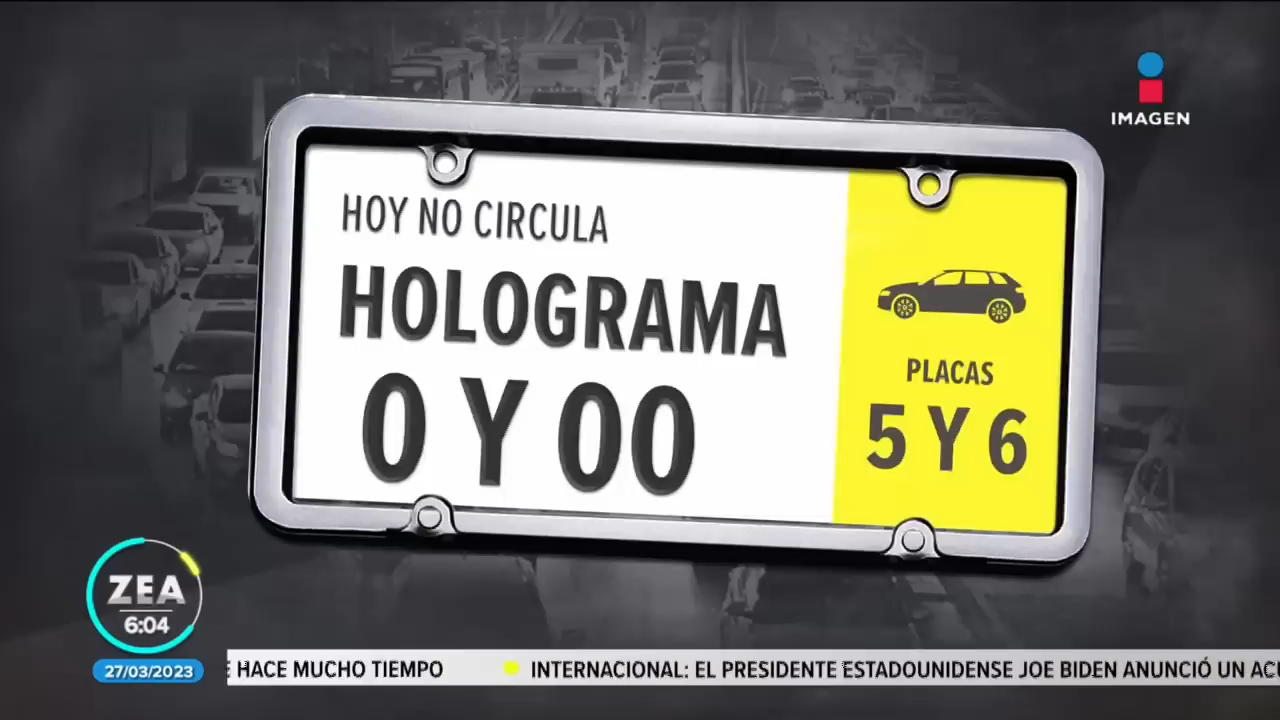 IMAGEN
HOY NO CIRCULA
HOLOGRAMA
0 Y 00
PLACAS
5 Y 6
ZEA
6:04
27/03/2023
HACE MUCHO TIEMPO
INTERNACIONAL: EL PRESIDENTE ESTADOUNIDENSE JOE BIDEN ANUNCIÓ UN